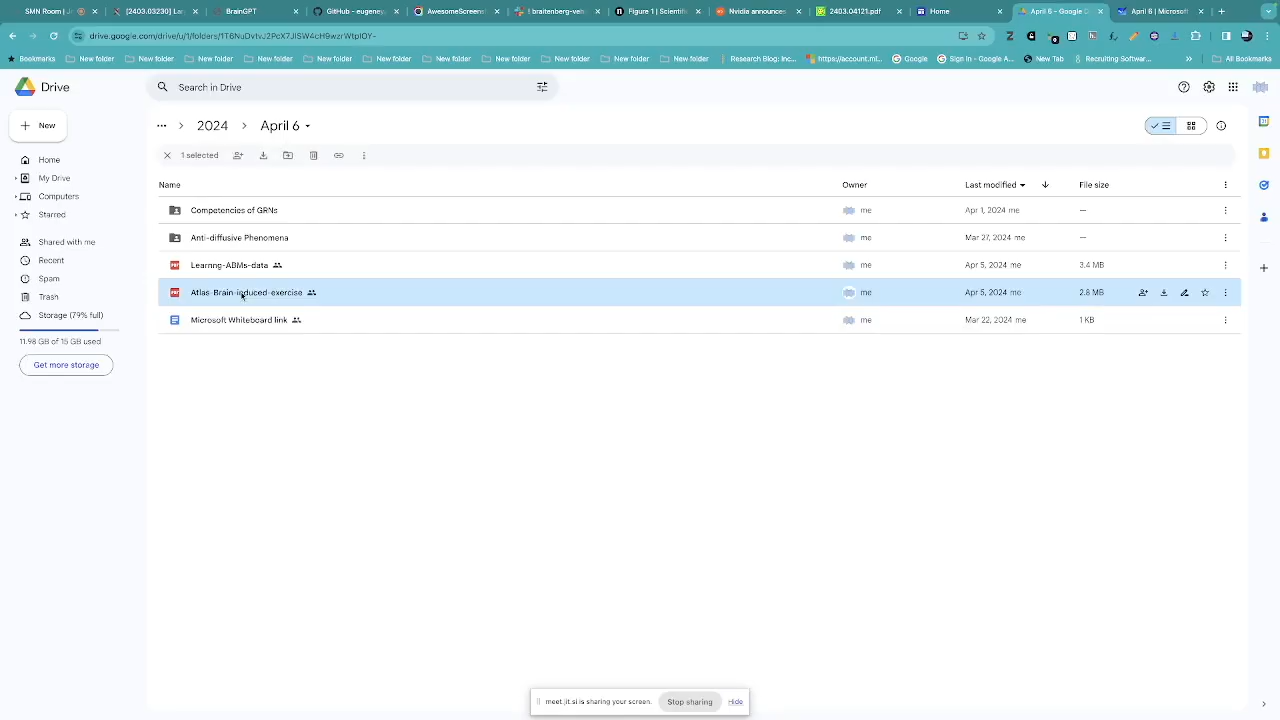 SMN Room |
[2403.03230] Lar
BrainGPT
GitHub - eugeney
AwesomeScreensh
braitenberg-vehi
Figure 1 | Scientific
Nvidia announces
2403.04121.pdf
Home
April 6 - Google D
April 6 | Microsoft
drive.google.com/drive/u/1/folders/
Bookmarks
New folder
New folder
New folder
New folder
New folder
New folder
New folder
New folder
New folder
New folder
New folder
Research Blog: Inc...
https://account.ml...
Google
Sign in - Google A...
New Tab
Recruiting Softwar...
»
All Bookmarks
Drive
Search in Drive
New
... > 2024 > April 6
1 selected
Home
My Drive
Computers
Starred
Shared with me
Recent
Spam
Trash
Storage (79% full)
11.98 GB of 15 GB used
Get more storage
Name Owner Last modified File size
Competencies of GRNs me Apr 1, 2024 me —
Anti-diffusive Phenomena me Mar 27, 2024 me —
PDF Learnng-ABMs-data me Apr 5, 2024 me 3.4 MB
PDF Atlas-Brain-induced-exercise me Apr 5, 2024 me 2.8 MB
Microsoft Whiteboard link me Mar 22, 2024 me 1 KB
meet.jit.si is sharing your screen. Stop sharing Hide